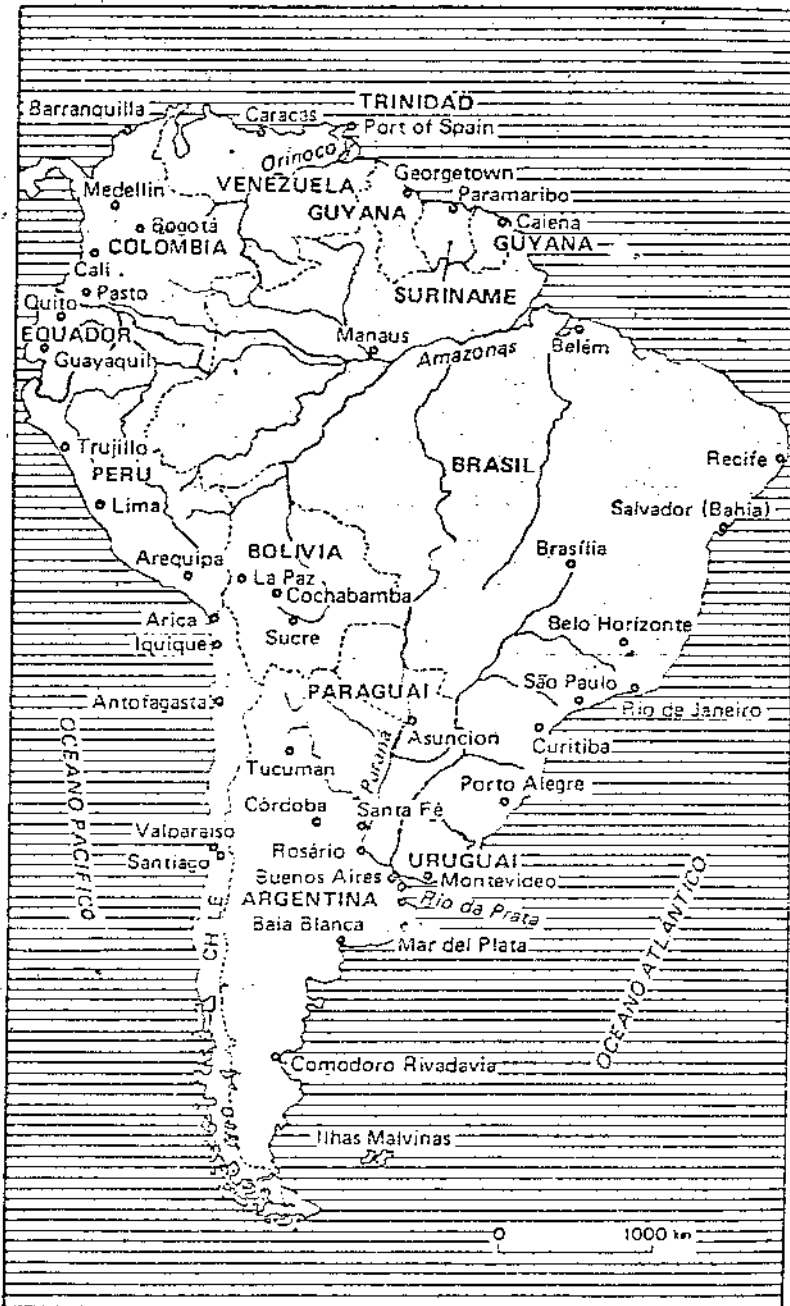 TRINIDAD
Barranquilla
Caracas
Port of Spain
Orinoco
Georgetown
VENEZUELA
Medellin
Paramaribo
GUYANA
Bogotá
Caiena
COLOMBIA
GUYANA
Cali
Pasto
SURINAME
Quito
EQUADOR
Manaus
Amazonas
Belém
Guayaquil
Trujillo
PERU
BRASIL
Recife
Lima
Salvador (Bahia)
BOLIVIA
Brasília
Arequipa
La Paz
Cochabamba
Arica
Sucre
Belo Horizonte
Iquique
PARAGUAI
São Paulo
Antofagasta
Rio de Janeiro
OCEANO PACIFICO
Asuncion
Curitiba
Paraná
Tucuman
Porto Alegre
Córdoba
Santa Fé
Valparaiso
Santiago
Rosário
URUGUAI
Buenos Aires
Montevideo
ARGENTINA
Rio da Prata
Baia Blanca
CHILE
Mar del Plata
OCEANO ATLÂNTICO
Comodoro Rivadavia
Ilhas Malvinas
0 1000 km